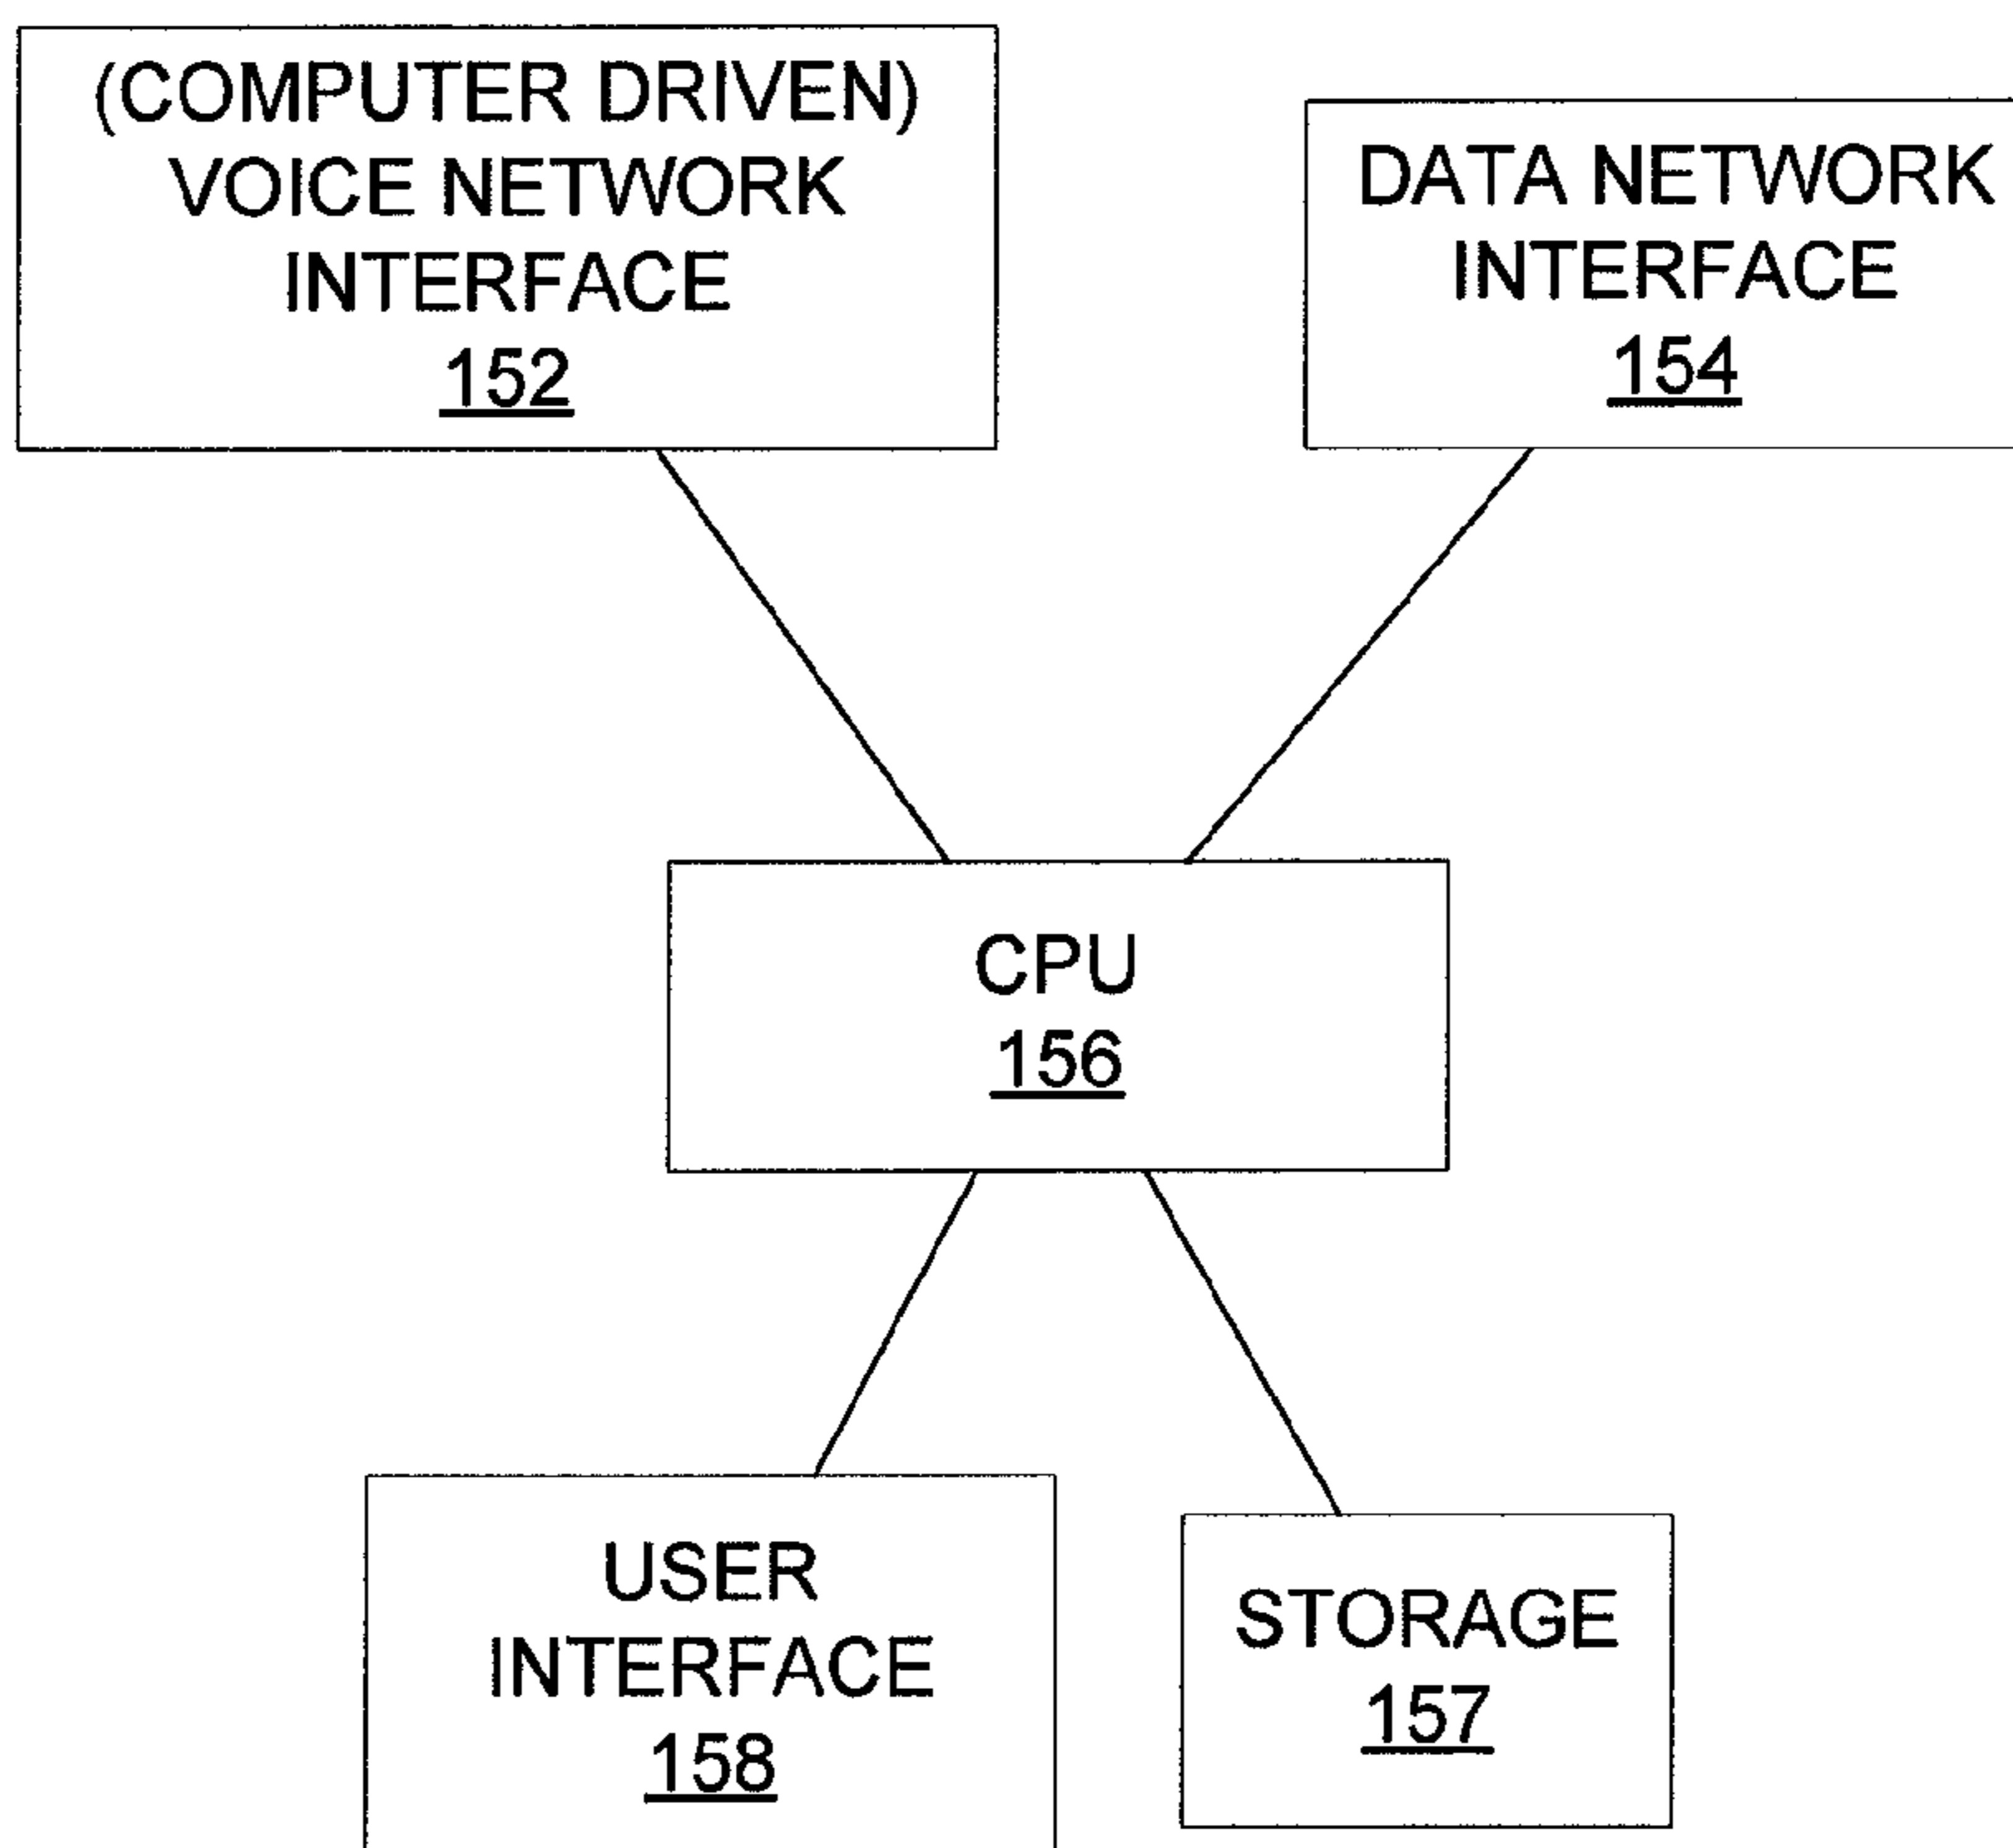 (COMPUTER DRIVEN)
VOICE NETWORK
INTERFACE
152
DATA NETWORK
INTERFACE
154
CPU
156
USER
INTERFACE
158
STORAGE
157